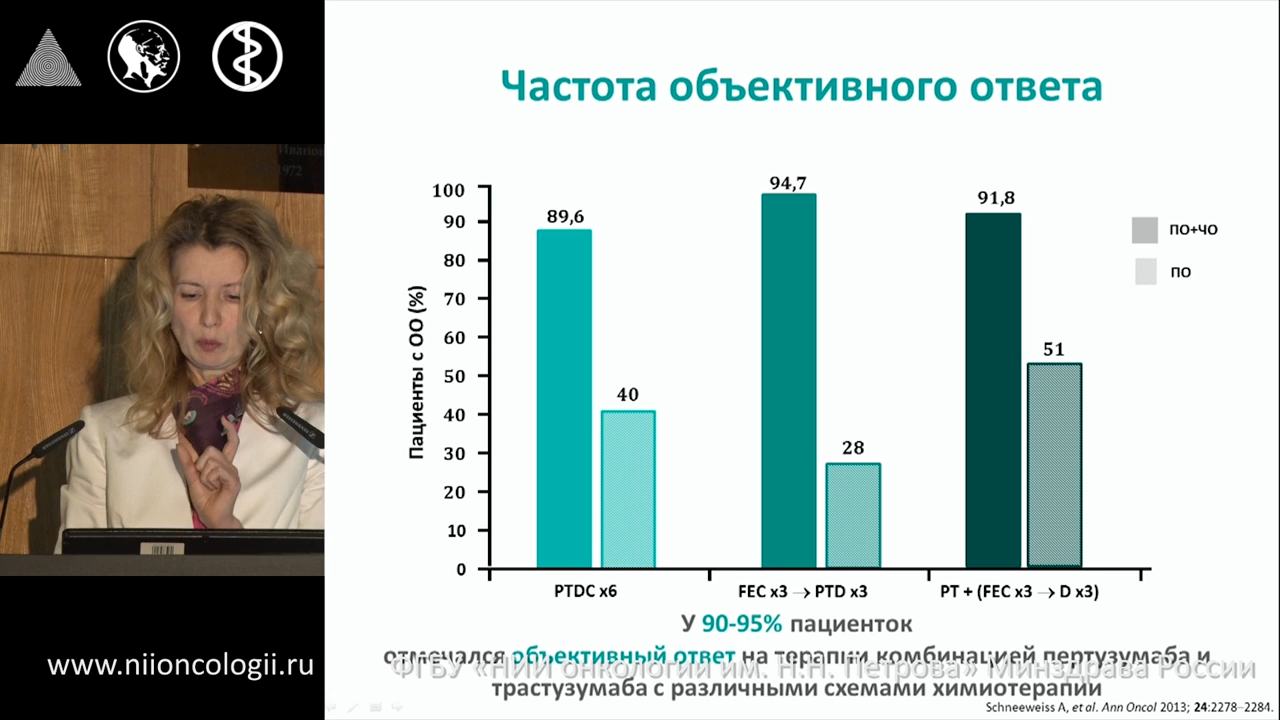 Иваног
1972
www.niioncologii.ru
Частота объективного ответа
Пациенты с ОО (%)
100
90
80
70
60
50
40
30
20
10
0
89,6
40
94,7
28
91,8
51
ПО+ЧО
ПО
PTDC x6
FEC x3 → PTD x3
PT + (FEC x3 → D x3)
У 90-95% пациенток
отмечался объективный ответ на терапии комбинацией пертузумаба и
ФГБУ «НИИ онкологии им. Н.Н. Петрова» Минздрава России
трастузумаба с различными схемами химиотерапии
Schneeweiss A, et al. Ann Oncol 2013; 24:2278–2284.